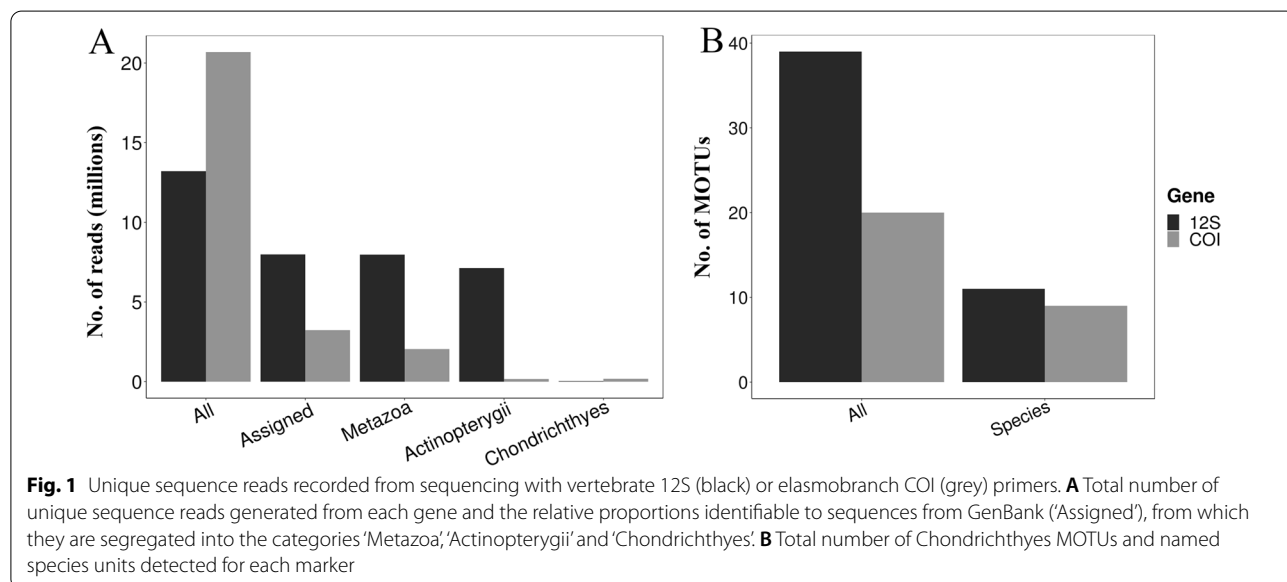 A
No. of reads (millions)
20
15
10
5
0
All
Assigned
Metazoa
Actinopterygii
Chondrichthyes
B
No. of MOTUs
40
30
20
10
0
All
Species
Gene
12S
COI
Fig. 1 Unique sequence reads recorded from sequencing with vertebrate 12S (black) or elasmobranch COI (grey) primers. A Total number of
unique sequence reads generated from each gene and the relative proportions identifiable to sequences from GenBank (‘Assigned’), from which
they are segregated into the categories ‘Metazoa’, ‘Actinopterygii’ and ‘Chondrichthyes’. B Total number of Chondrichthyes MOTUs and named
species units detected for each marker